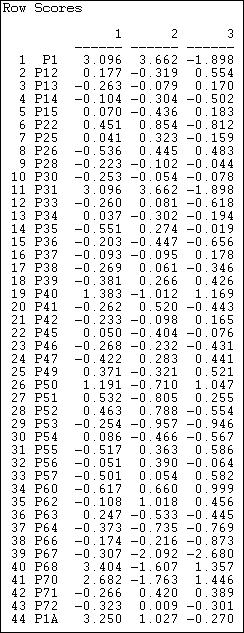 Row Scores
1 2 3
------ ------ ------
1 P1 3.096 3.662 -1.898
2 P12 0.177 -0.319 0.554
3 P13 -0.263 -0.079 0.170
4 P14 -0.104 -0.304 -0.502
5 P15 0.070 -0.436 0.183
6 P22 0.451 0.854 -0.812
7 P25 0.041 0.323 -0.159
8 P26 -0.536 0.445 0.483
9 P28 -0.223 -0.102 -0.044
10 P30 -0.253 -0.054 -0.078
11 P31 3.096 3.662 -1.898
12 P33 -0.260 0.081 -0.618
13 P34 0.037 -0.302 -0.194
14 P35 -0.551 0.274 -0.019
15 P36 -0.203 -0.447 -0.656
16 P37 -0.093 -0.095 0.178
17 P38 -0.269 0.061 -0.346
18 P39 -0.381 0.266 0.426
19 P40 1.383 -1.012 1.169
20 P41 -0.262 0.520 -0.443
21 P42 -0.233 -0.098 0.165
22 P45 -0.050 -0.404 -0.076
23 P46 -0.268 -0.232 -0.431
24 P47 -0.422 0.283 0.441
25 P49 0.371 -0.321 0.521
26 P50 1.191 -0.710 1.047
27 P51 0.532 -0.805 0.255
28 P52 0.463 0.788 -0.554
29 P53 -0.254 -0.957 -0.946
30 P54 0.086 -0.466 -0.567
31 P55 -0.517 0.363 0.586
32 P56 -0.051 0.390 -0.064
33 P57 -0.501 0.054 0.582
34 P60 -0.617 0.660 0.999
35 P62 -0.108 1.018 0.456
36 P63 -0.247 -0.533 -0.445
37 P64 -0.373 -0.735 -0.769
38 P66 -0.174 -0.216 -0.873
39 P67 -0.307 -2.092 -2.680
40 P68 3.404 -1.607 1.357
41 P70 2.682 -1.763 1.446
42 P71 -0.266 0.420 0.389
43 P72 -0.323 0.009 -0.301
44 P1A 3.250 1.027 -0.270